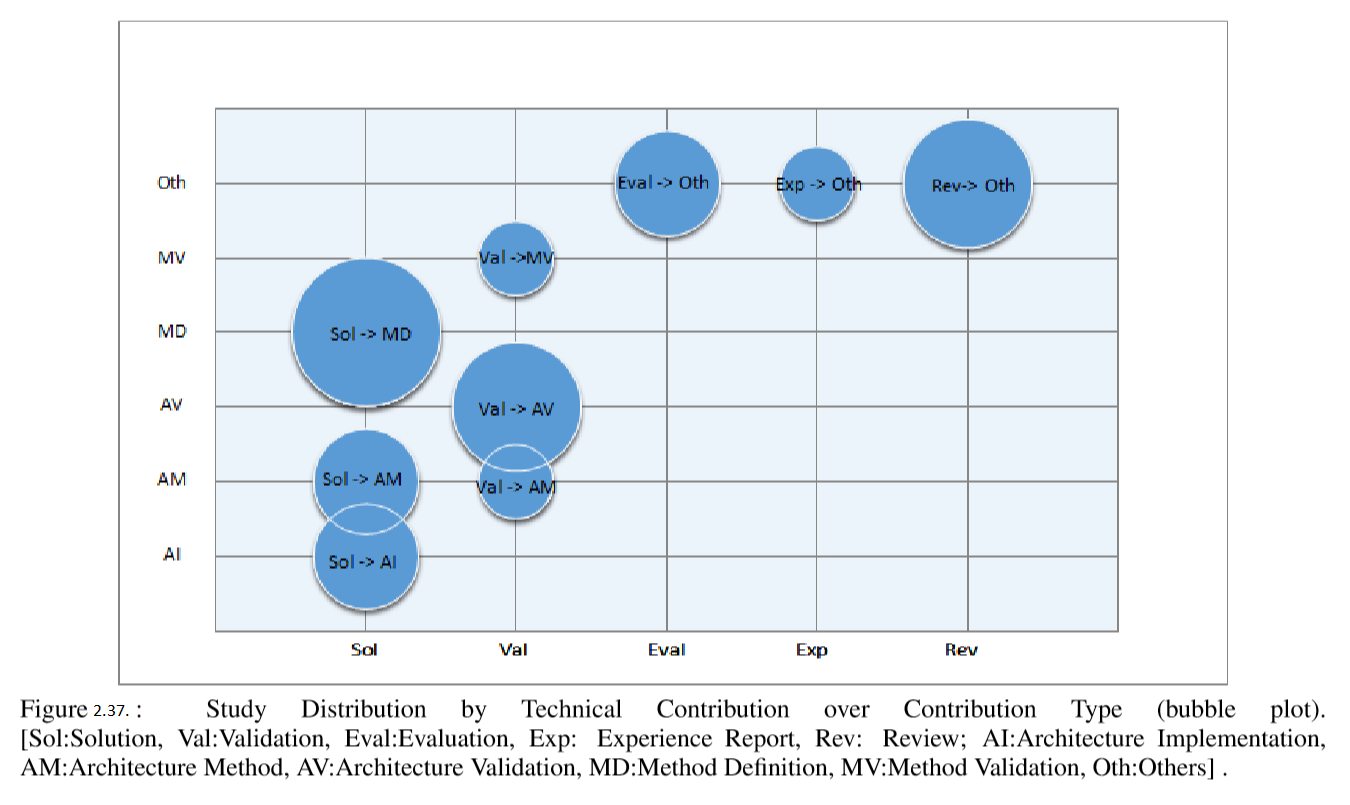 Oth
Eval -> Oth
Exp -> Oth
Rev-> Oth
MV
Val ->MV
MD
Sol -> MD
AV
Val -> AV
AM
Sol -> AM
Val -> AM
AI
Sol -> AI
Sol
Val
Eval
Exp
Rev
Figure 2.37. : Study Distribution by Technical Contribution over Contribution Type (bubble plot).
[Sol:Solution, Val:Validation, Eval:Evaluation, Exp: Experience Report, Rev: Review; AI:Architecture Implementation,
AM:Architecture Method, AV:Architecture Validation, MD:Method Definition, MV:Method Validation, Oth:Others] .